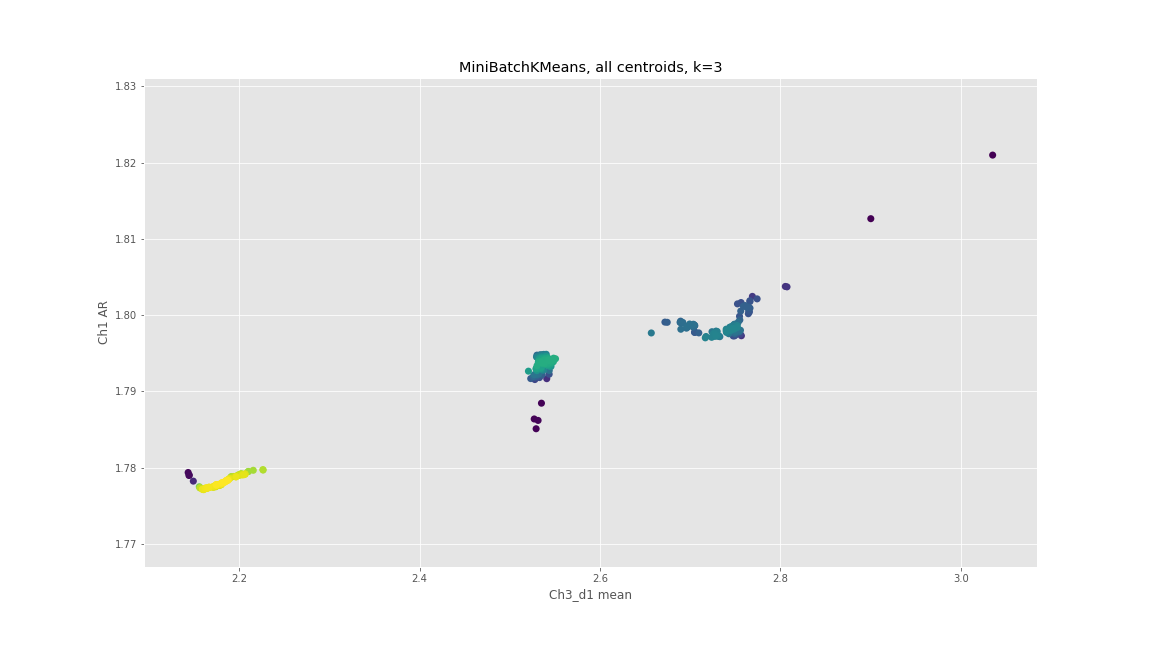 MiniBatchKMeans, all centroids, k=3
1.83
1.82
1.81
1.80
1.79
1.78
1.77
Ch1 AR
2.2 2.4 2.6 2.8 3.0
Ch3_d1 mean